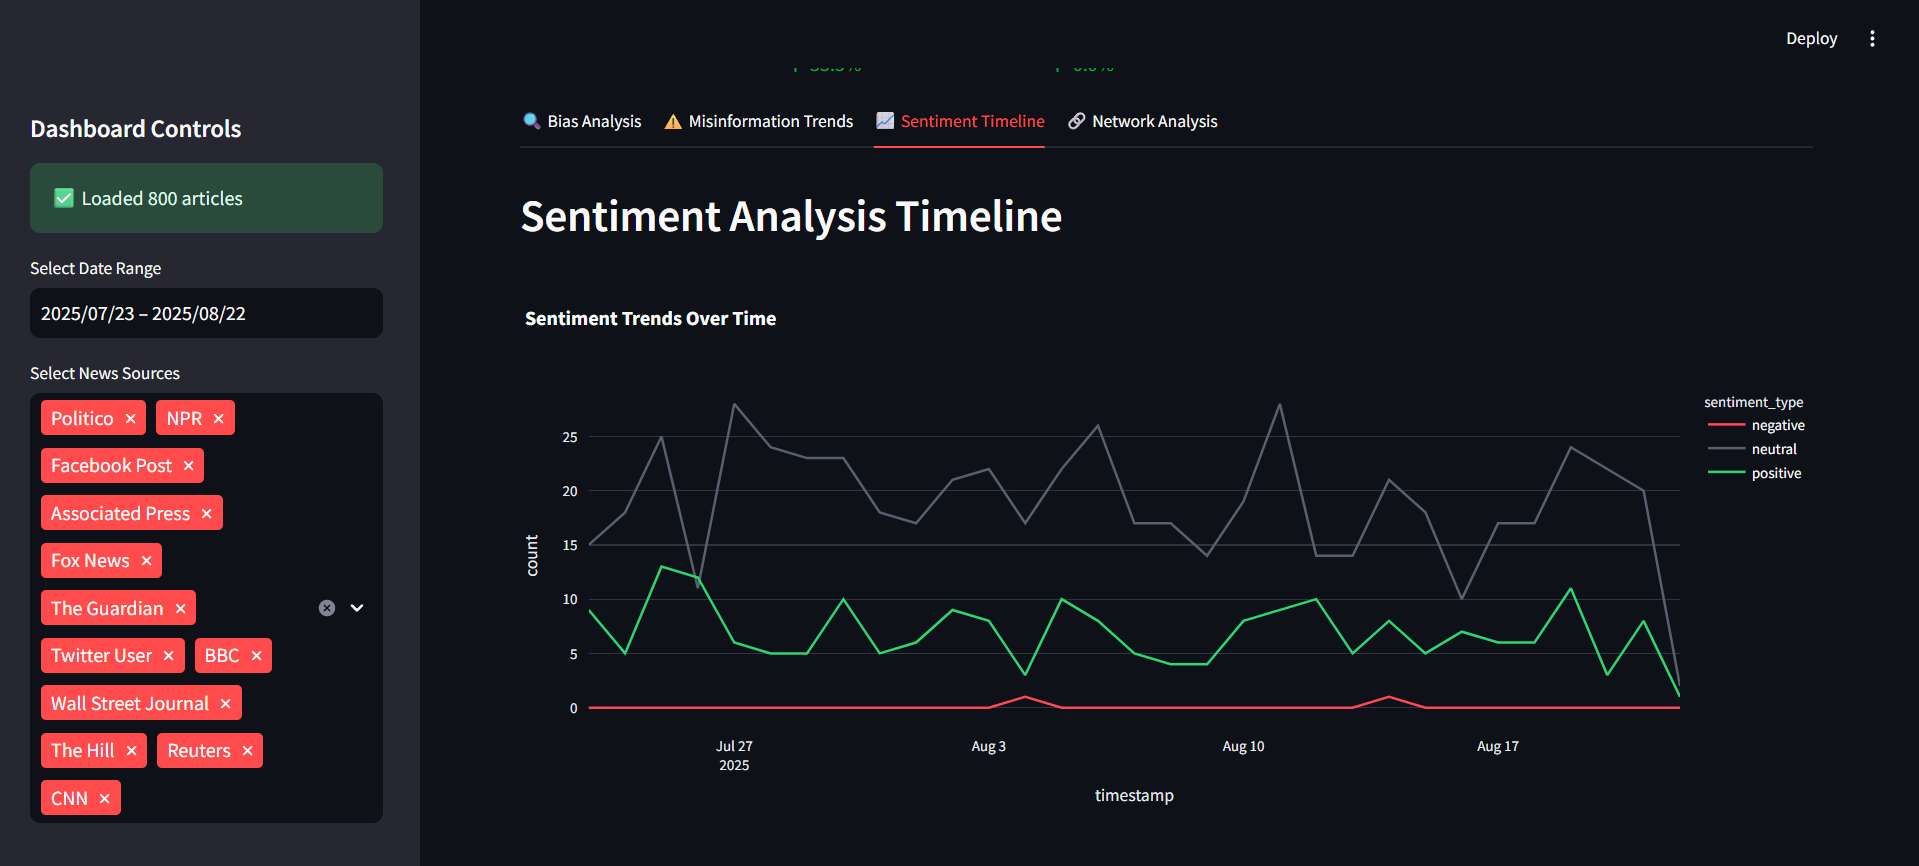 Deploy
Dashboard Controls
Loaded 800 articles
Select Date Range
2025/07/23 – 2025/08/22
Select News Sources
Politico × NPR ×
Facebook Post ×
Associated Press ×
Fox News ×
The Guardian ×
Twitter User × BBC ×
Wall Street Journal ×
The Hill × Reuters ×
CNN ×
Bias Analysis Misinformation Trends Sentiment Timeline Network Analysis
Sentiment Analysis Timeline
Sentiment Trends Over Time
sentiment_type
negative
neutral
positive
count
25
20
15
10
5
0
Jul 27 Aug 3 Aug 10 Aug 17
2025
timestamp